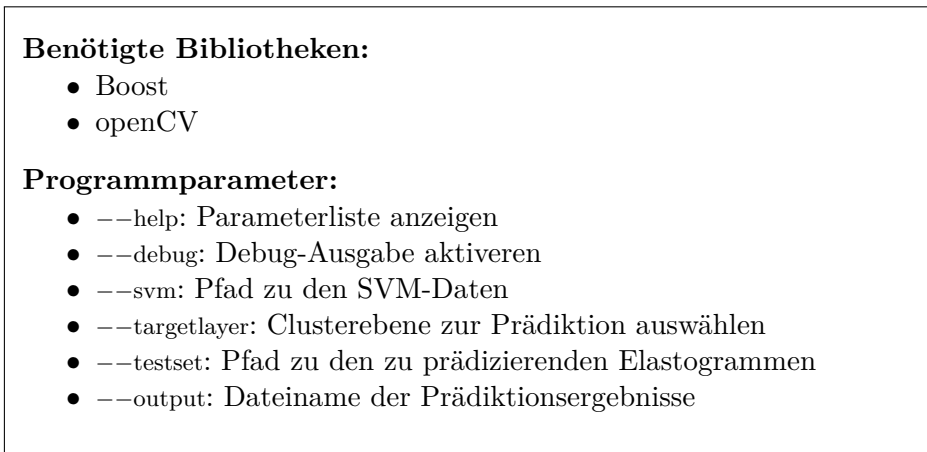 Benötigte Bibliotheken:
• Boost
• openCV
Programmparameter:
• −−help: Parameterliste anzeigen
• −−debug: Debug-Ausgabe aktiveren
• −−svm: Pfad zu den SVM-Daten
• −−targetlayer: Clusterebene zur Prädiktion auswählen
• −−testset: Pfad zu den zu prädizierenden Elastogrammen
• −−output: Dateiname der Prädiktionsergebnisse